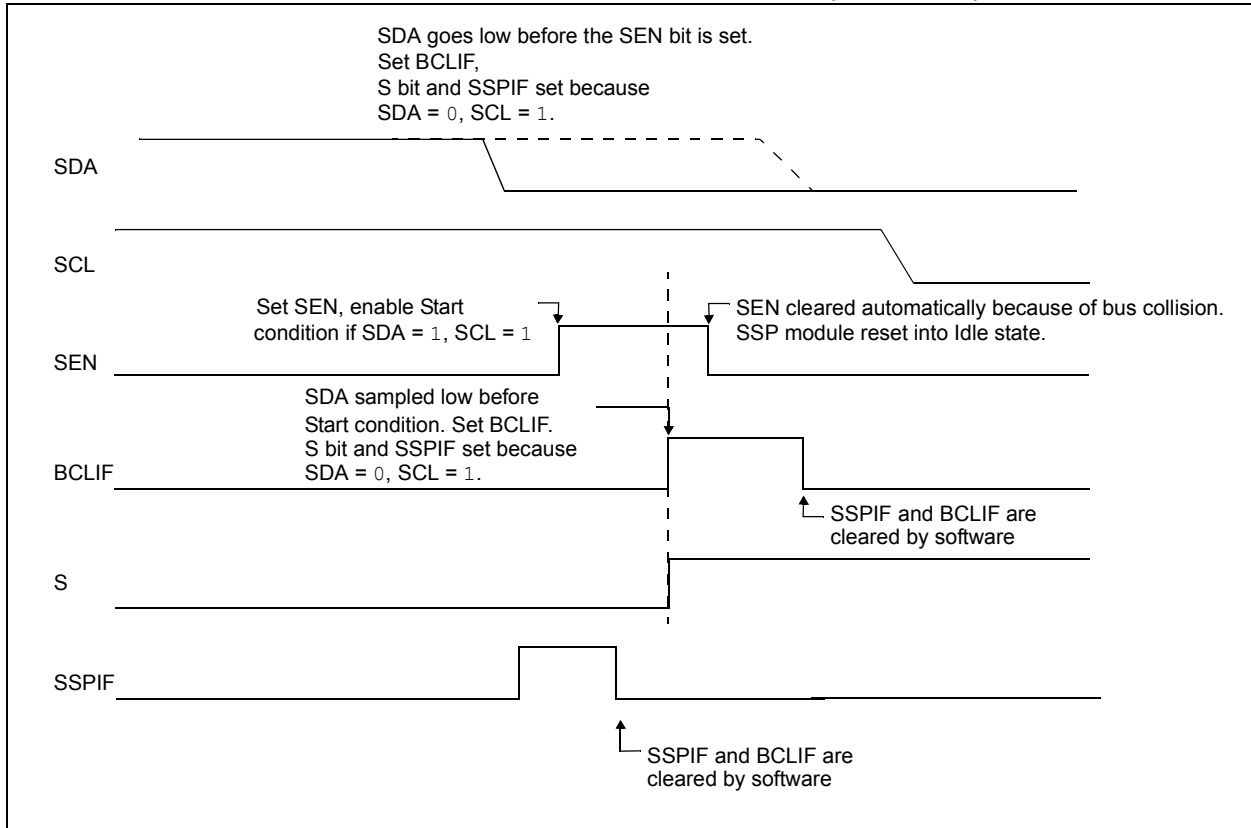 SDA goes low before the SEN bit is set.
Set BCLIF,
S bit and SSPIF set because
SDA = 0, SCL = 1.
SDA
SCL
Set SEN, enable Start
condition if SDA = 1, SCL = 1
SEN cleared automatically because of bus collision.
SSP module reset into Idle state.
SEN
SDA sampled low before
Start condition. Set BCLIF.
S bit and SSPIF set because
SDA = 0, SCL = 1.
BCLIF
SSPIF and BCLIF are
cleared by software
S
SSPIF
SSPIF and BCLIF are
cleared by software